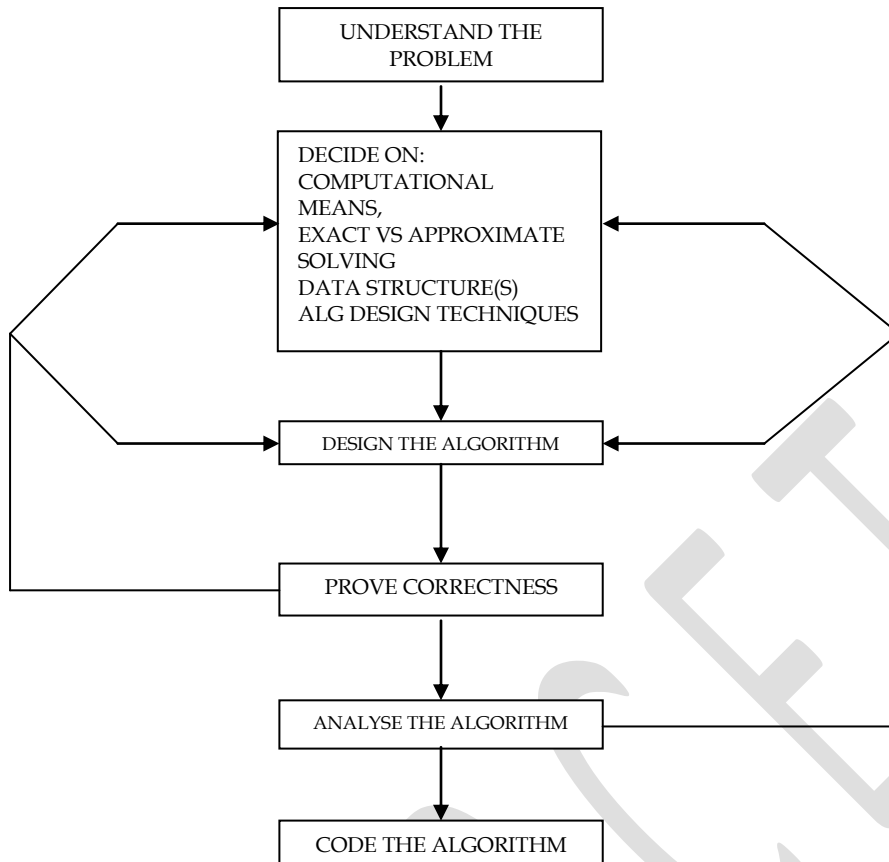 UNDERSTAND THE
PROBLEM
DECIDE ON:
COMPUTATIONAL
MEANS,
EXACT VS APPROXIMATE
SOLVING
DATA STRUCTURE(S)
ALG DESIGN TECHNIQUES
DESIGN THE ALGORITHM
PROVE CORRECTNESS
ANALYSE THE ALGORITHM
CODE THE ALGORITHM